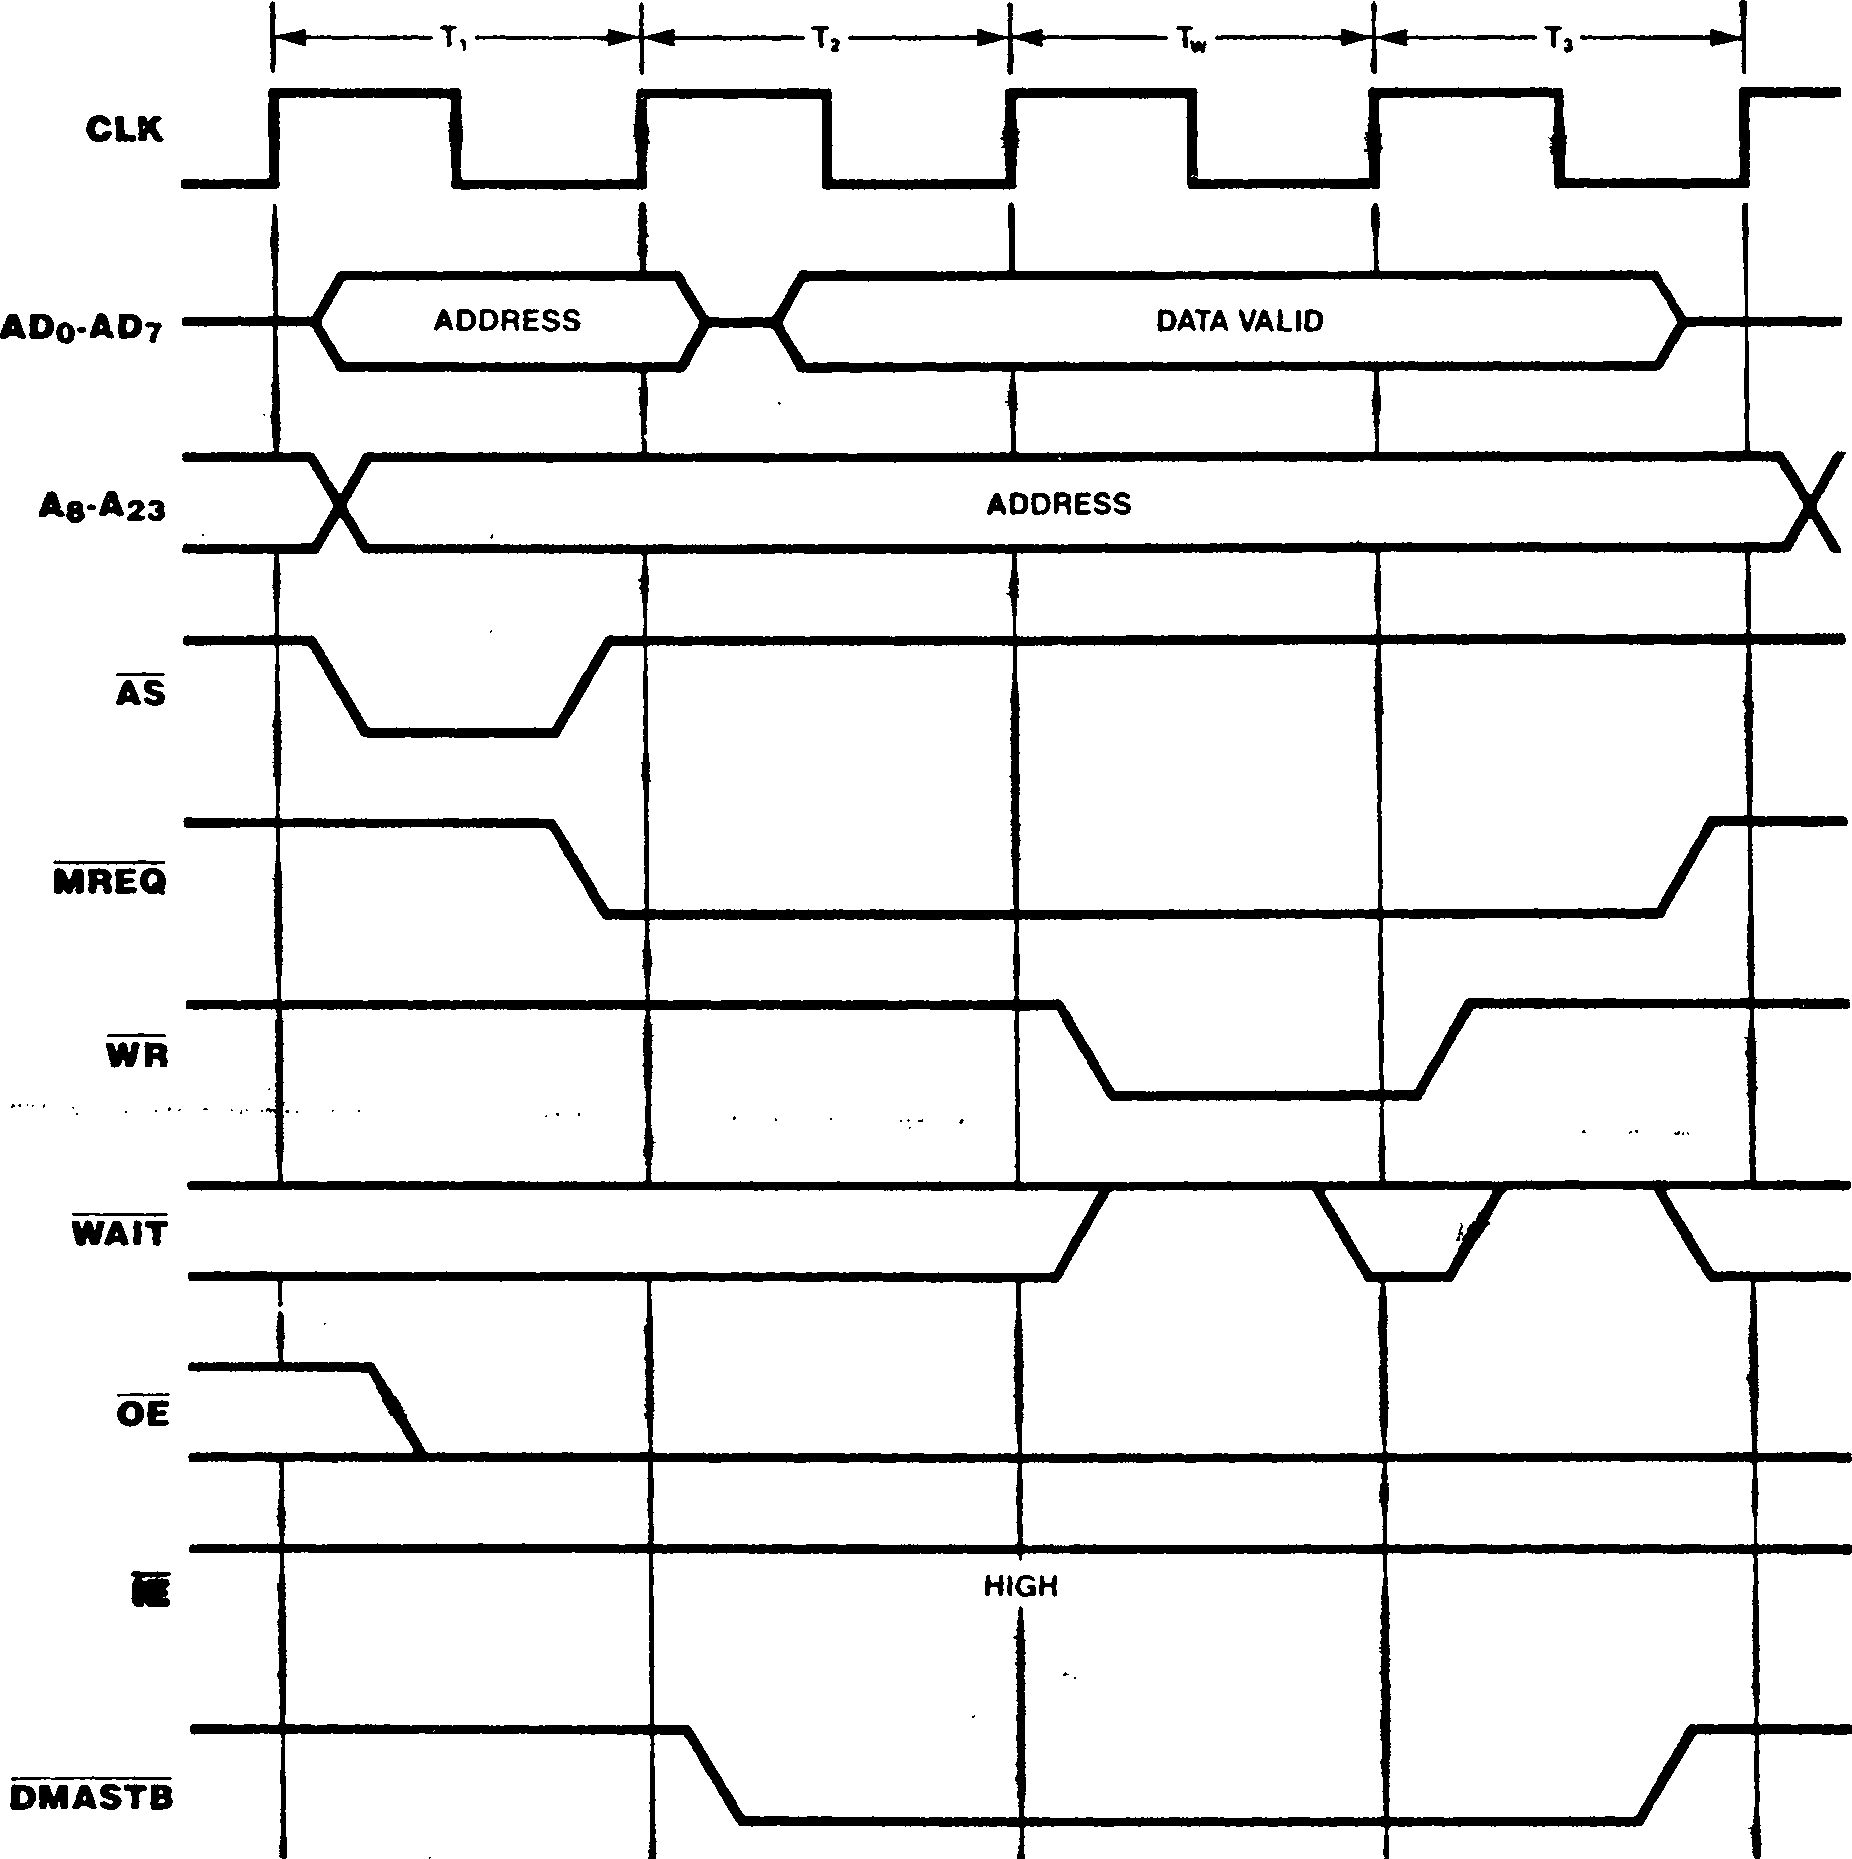 T₁ T₂ Tw T₃
CLK
AD0-AD7 ADDRESS DATA VALID
A8-A23 ADDRESS
AS
MREQ
WR
WAIT
OE
IE
HIGH
DMASTB